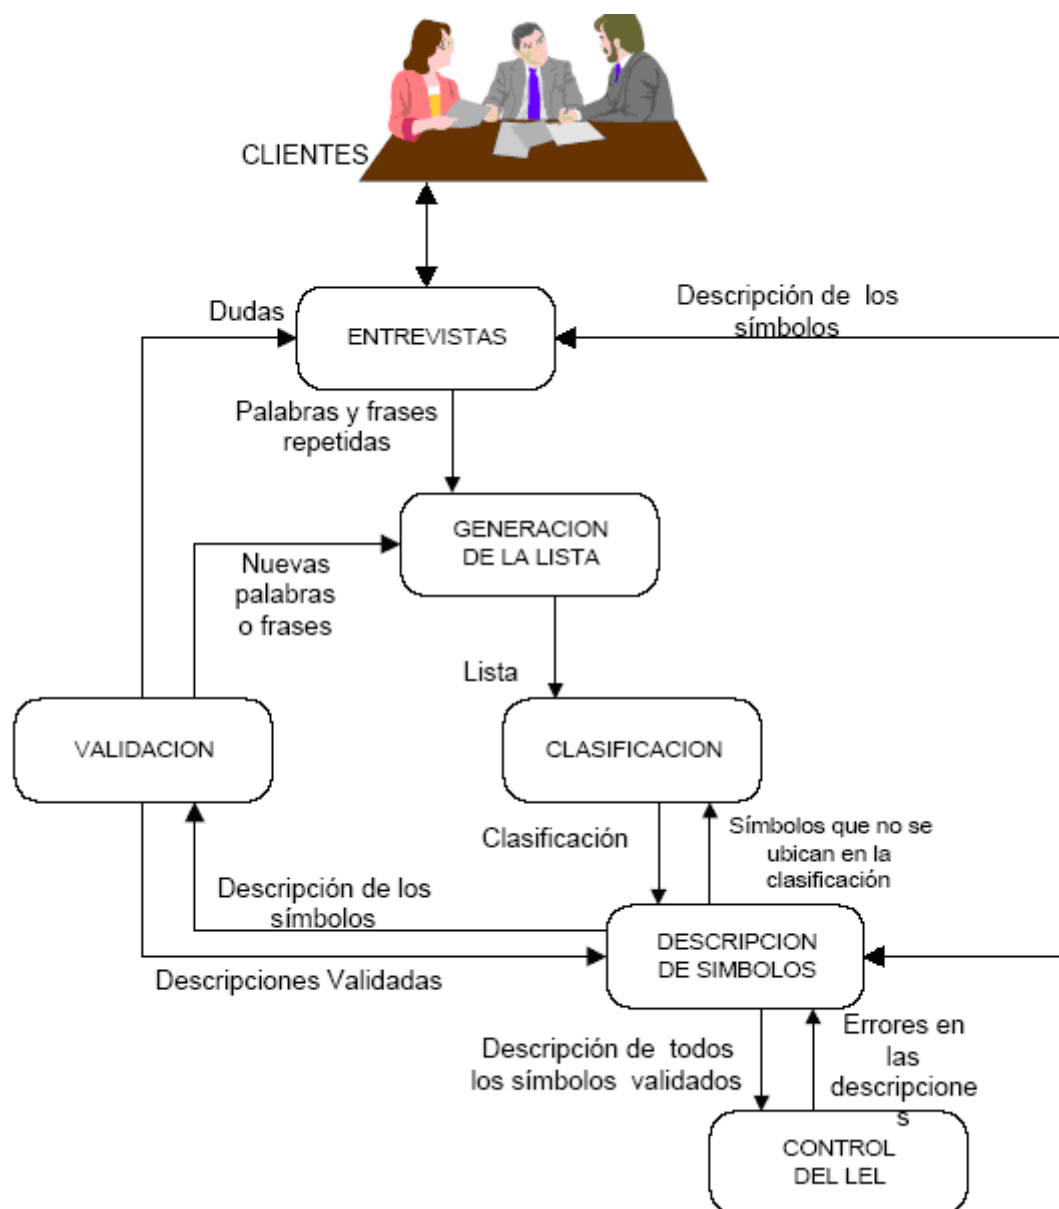 CLIENTES
Dudas
Descripción de los
símbolos
ENTREVISTAS
Palabras y frases
repetidas
GENERACION
DE LA LISTA
Nuevas
palabras
o frases
Lista
VALIDACION
CLASIFICACION
Clasificación
Símbolos que no se
ubican en la
clasificación
Descripción de los
símbolos
DESCRIPCION
DE SIMBOLOS
Descripciones Validadas
Descripción de todos
los símbolos validados
Errores en
las
descripcione
s
CONTROL
DEL LEL